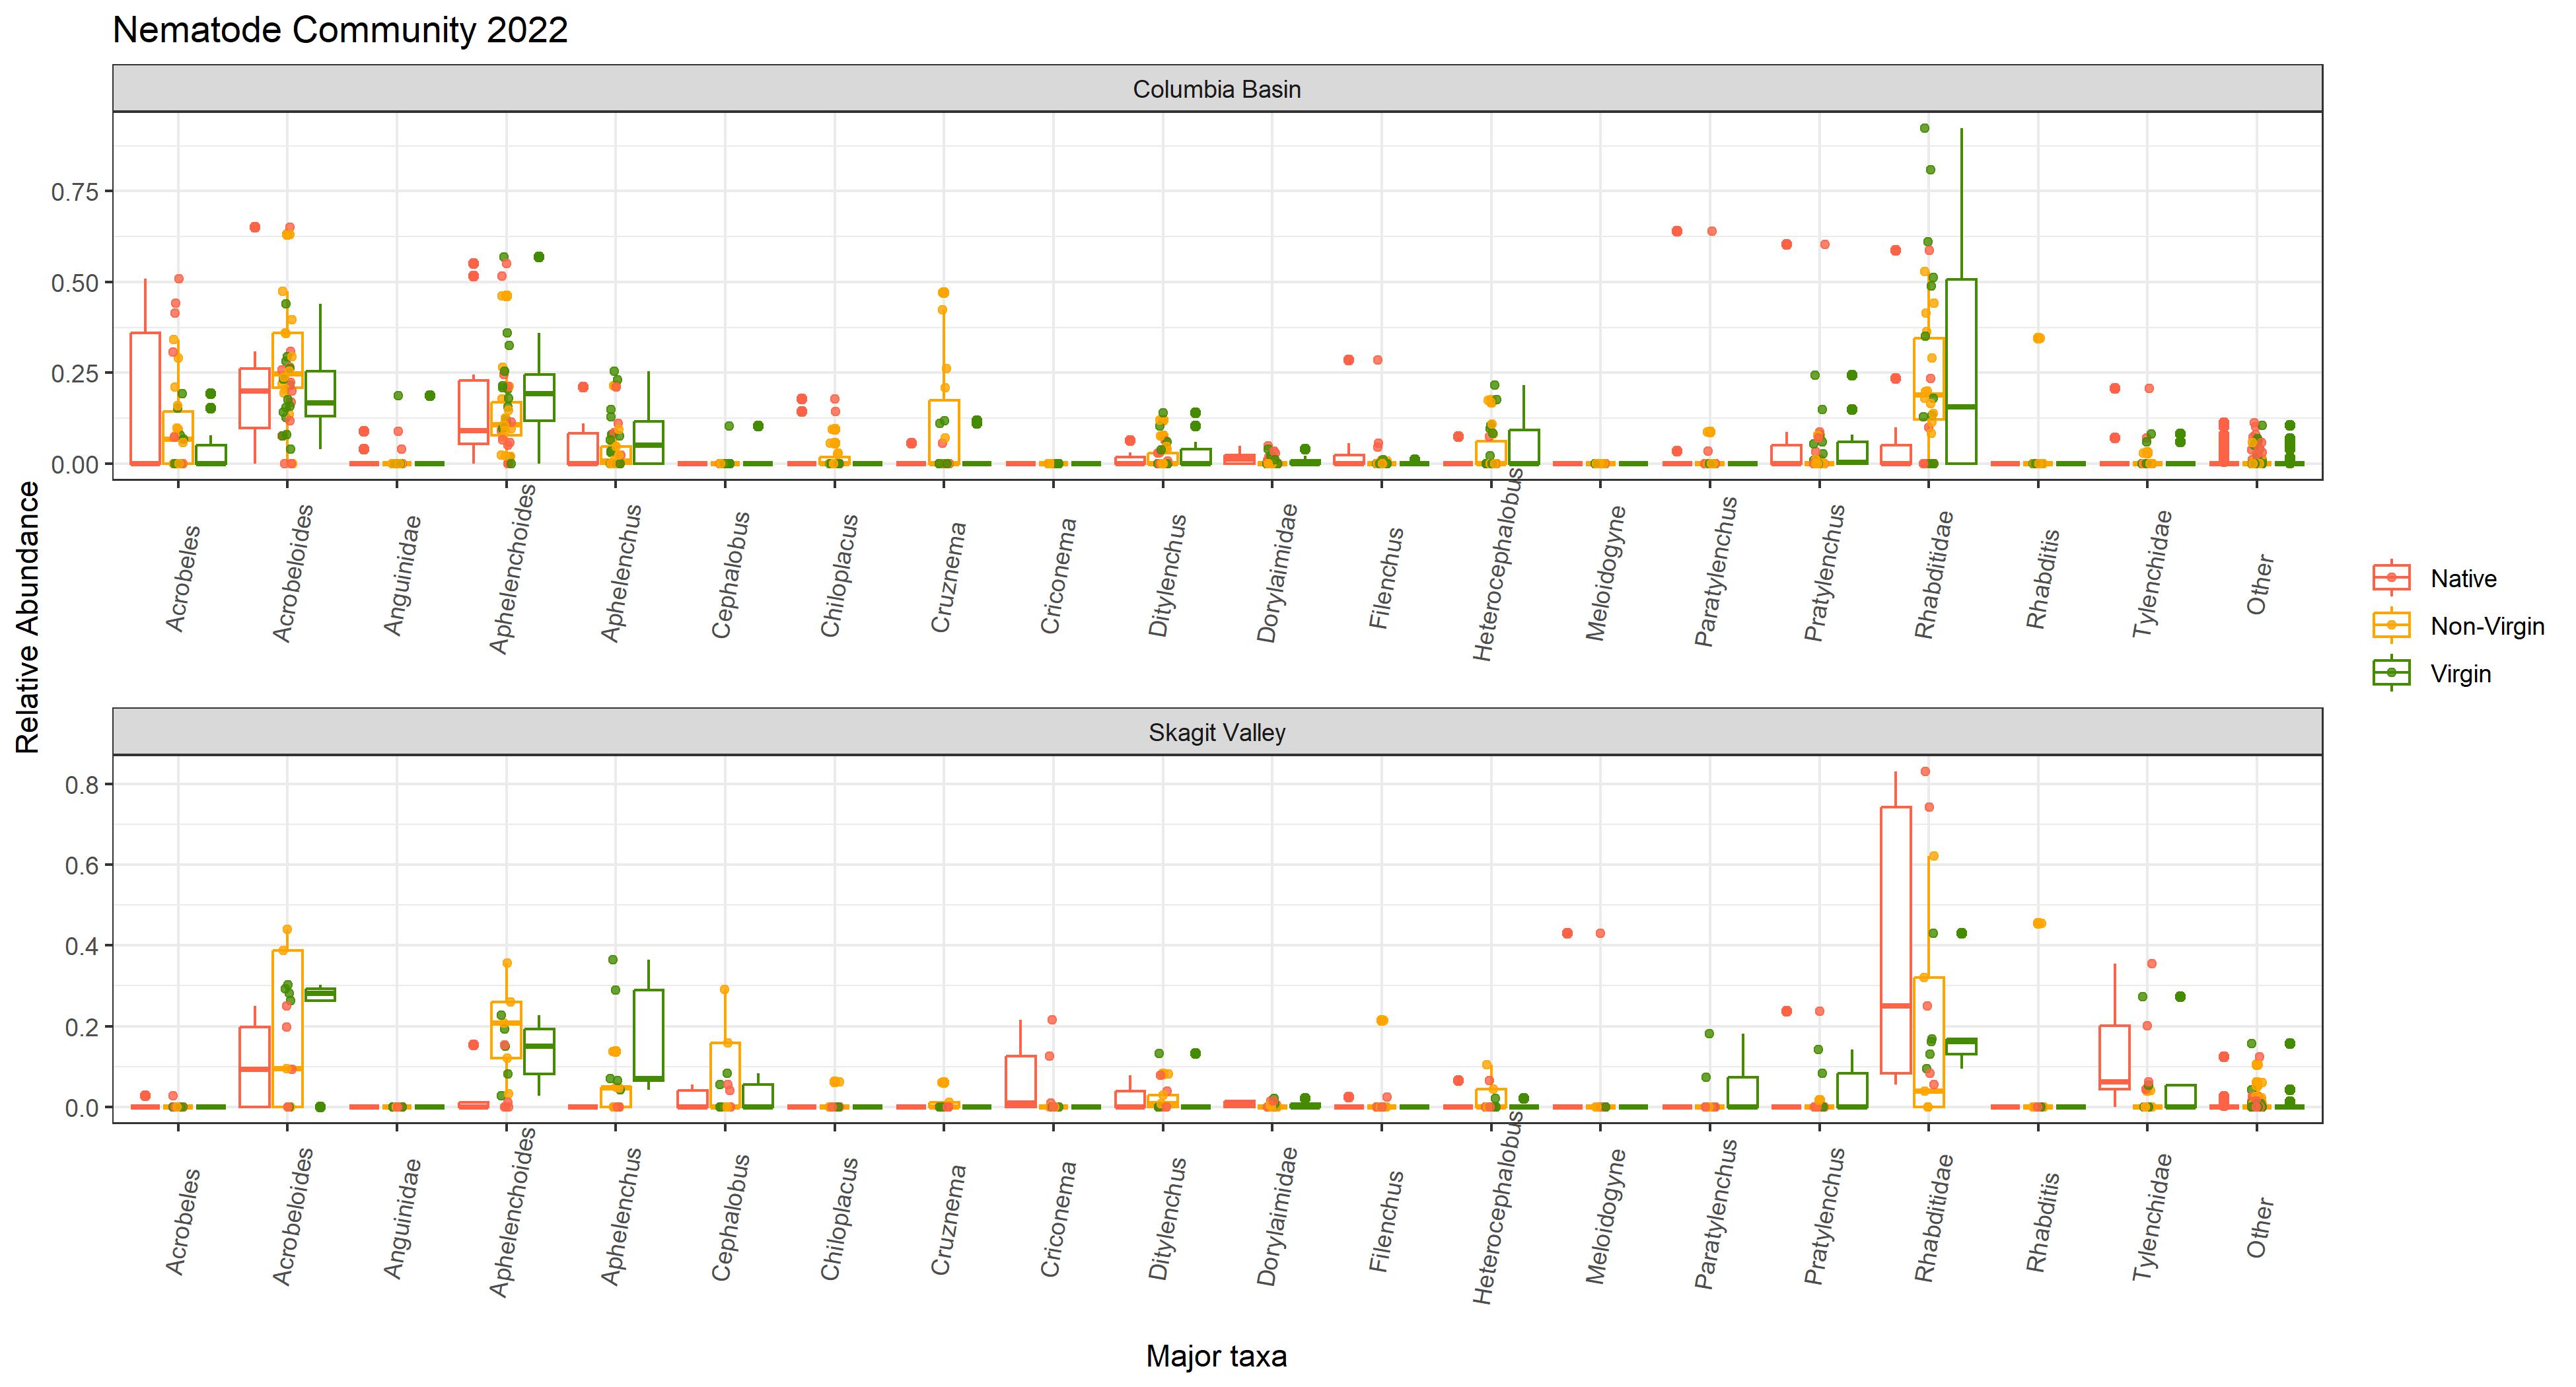 Nematode Community 2022
Columbia Basin
0.75
0.50
0.25
0.00
Acrobeles
Acrobeloides
Anguinidae
Aphelenchoides
Aphelenchus
Cephalobus
Chiloplacus
Cruznema
Criconema
Ditylenchus
Dorylaimidae
Filenchus
Heterocephalobus
Meloidogyne
Paratylenchus
Pratylenchus
Rhabditidae
Rhabditis
Tylenchidae
Other
Relative Abundance
Native
Non-Virgin
Virgin
Skagit Valley
0.8
0.6
0.4
0.2
0.0
Acrobeles
Acrobeloides
Anguinidae
Aphelenchoides
Aphelenchus
Cephalobus
Chiloplacus
Cruznema
Criconema
Ditylenchus
Dorylaimidae
Filenchus
Heterocephalobus
Meloidogyne
Paratylenchus
Pratylenchus
Rhabditidae
Rhabditis
Tylenchidae
Other
Major taxa